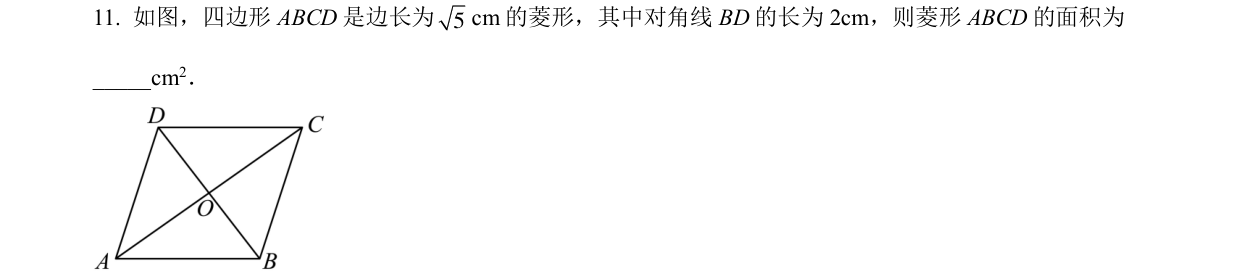 11. 如图，四边形 ABCD 是边长为 √5 cm 的菱形，其中对角线 BD 的长为 2cm，则菱形 ABCD 的面积为
_____cm²．
D
C
O
A
B